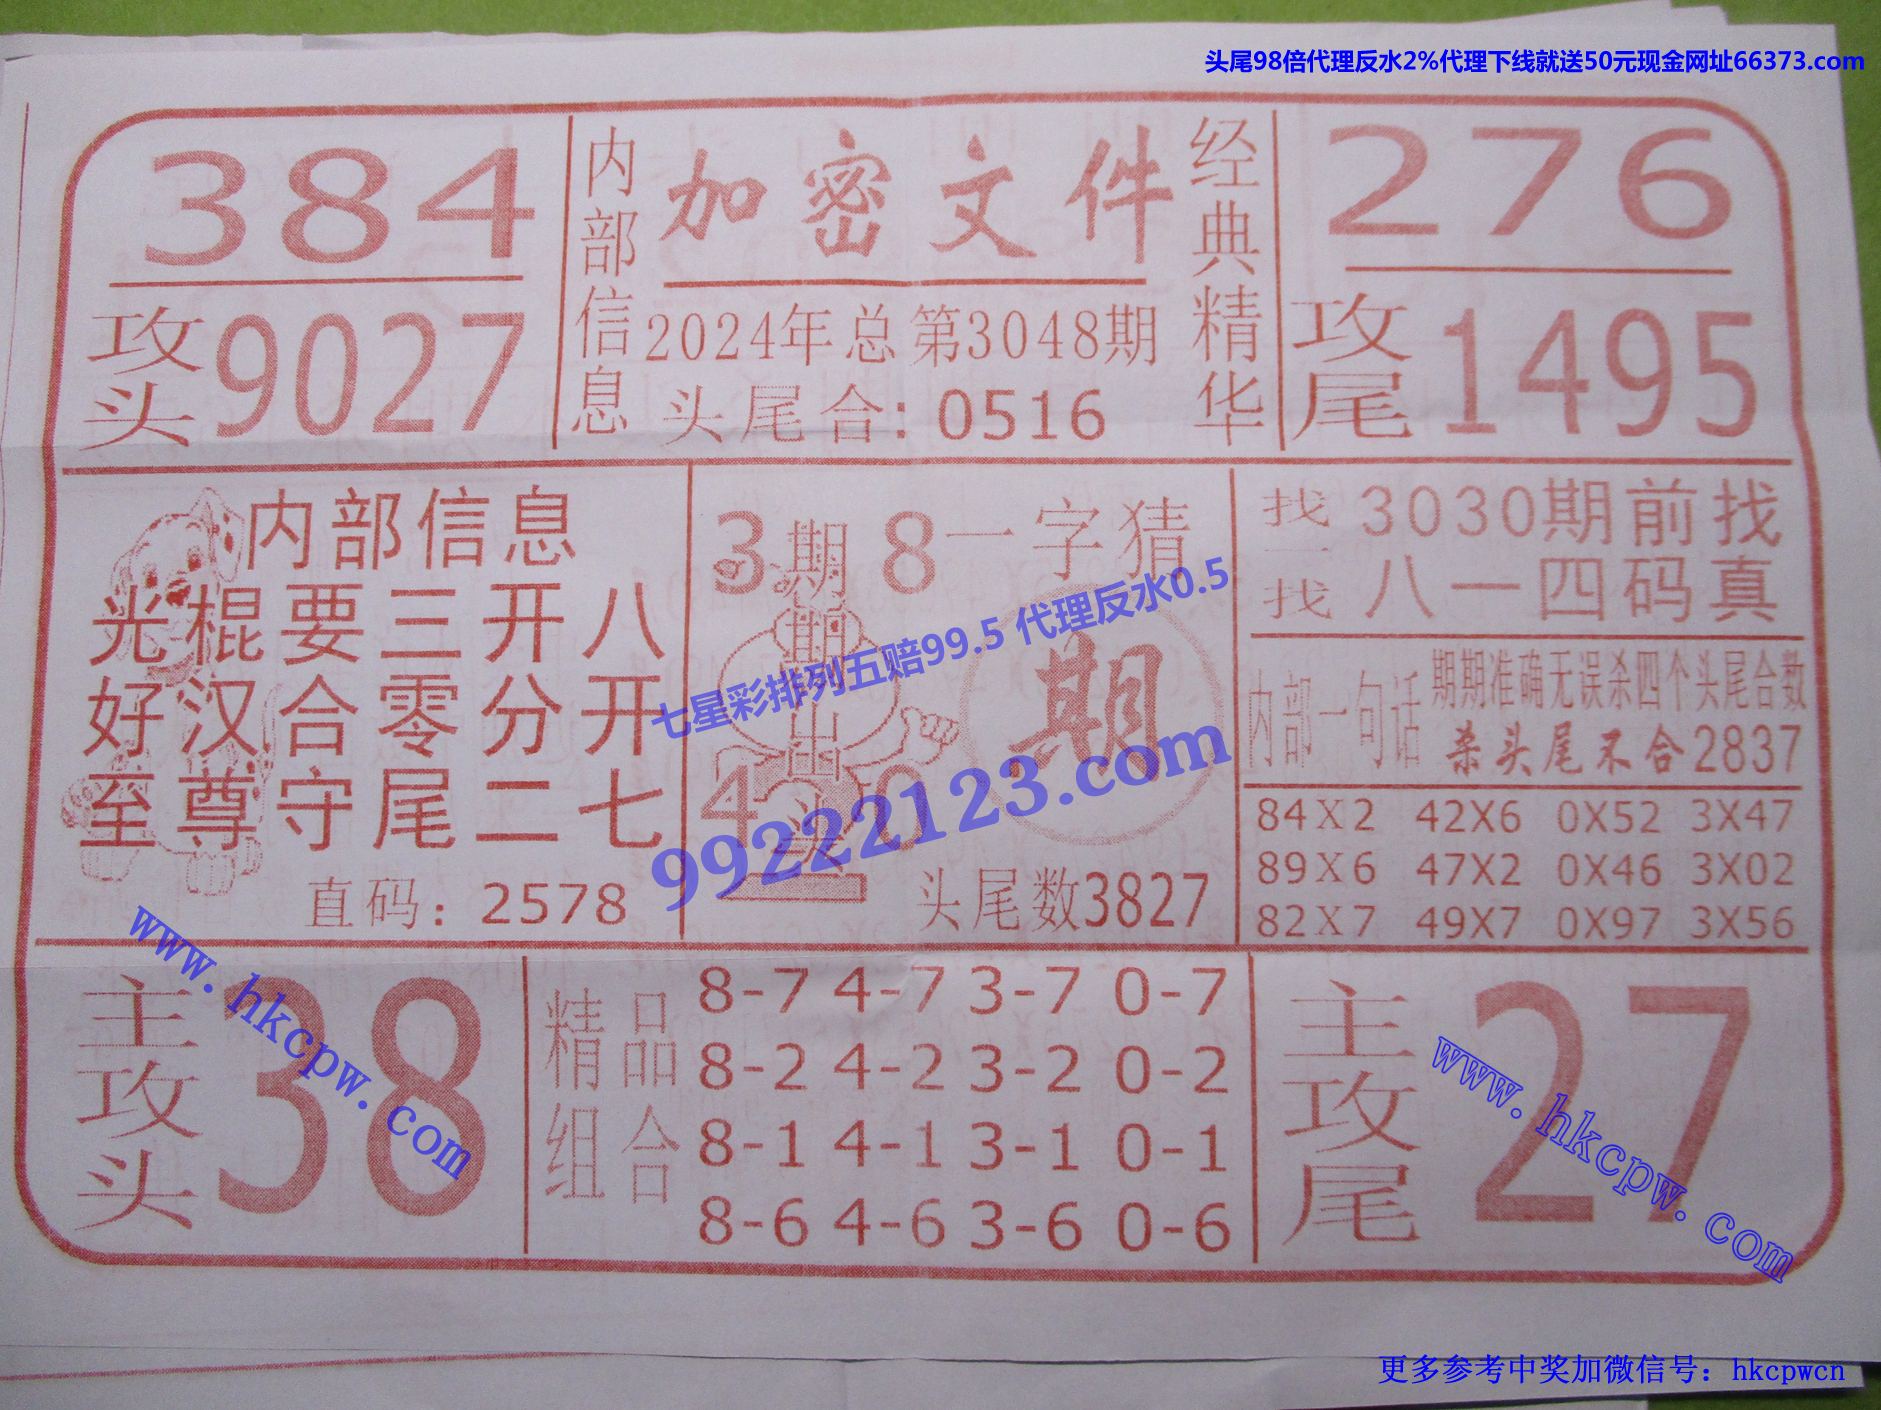 头尾98倍代理反水2%代理下线就送50元现金网址66373.com
384
攻头 9027
内部信息
加密文件
2024年总第3048期
头尾合：0516
经典精华
276
攻尾 1495
内部信息
光棍要三开八
好汉合零分开
至尊守尾二七
直码：2578
3 8
4 0
期期出头
一字猜
期
头尾数3827
七星彩排列五赔99.5 代理反水0.5
99222123.com
找一找
3030期前找
八一四码真
内部一句话
期期准确无误杀四个头尾合数
杀头尾不合2837
84X2 42X6 0X52 3X47
89X6 47X2 0X46 3X02
82X7 49X7 0X97 3X56
主攻头 38
精品组合
8-7 4-7 3-7 0-7
8-2 4-2 3-2 0-2
8-1 4-1 3-1 0-1
8-6 4-6 3-6 0-6
主攻尾 27
www.hkcpw.com
www.hkcpw.com
更多参考中奖加微信号：hkcpwcn